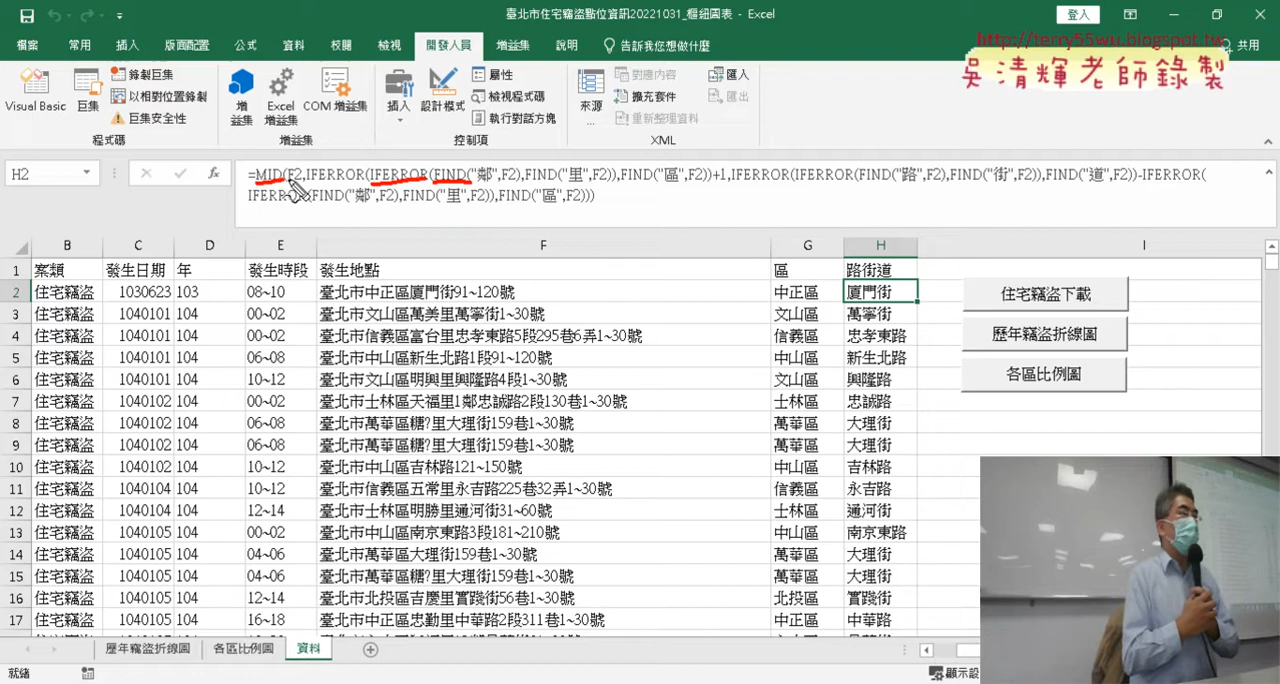 臺北市住宅竊盜點位資訊20221031_樞紐圖表 - Excel
登入
檔案 常用 插入 版面配置 公式 資料 校閱 檢視 開發人員 增益集 說明 告訴我您想做什麼 共用
http://terry55wu.blogspot.tw
吳清輝老師錄製
Visual Basic 巨集 錄製巨集 以相對位置錄製 巨集安全性 增益集 Excel 增益集 COM 增益集 插入 設計模式 屬性 檢視程式碼 執行對話方塊 來源 ... 對應內容 擴充套件 重新整理資料 匯入 匯出
程式碼 增益集 控制項 XML
H2 fx =MID(F2,IFERROR(IFERROR(FIND("鄰",F2),FIND("里",F2)),FIND("區",F2))+1,IFERROR(IFERROR(FIND("路",F2),FIND("街",F2)),FIND("道",F2))-IFERROR(
IFERROR(FIND("鄰",F2),FIND("里",F2)),FIND("區",F2)))
B C D E F G H I
1 案類 發生日期 年 發生時段 發生地點 區 路街道
2 住宅竊盜 1030623 103 08~10 臺北市中正區廈門街91~120號 中正區 廈門街
3 住宅竊盜 1040101 104 00~02 臺北市文山區萬美里萬寧街1~30號 文山區 萬寧街
4 住宅竊盜 1040101 104 00~02 臺北市信義區富台里忠孝東路5段295巷6弄1~30號 信義區 忠孝東路
5 住宅竊盜 1040101 104 06~08 臺北市中山區新生北路1段91~120號 中山區 新生北路
6 住宅竊盜 1040101 104 10~12 臺北市文山區明興里興隆路4段1~30號 文山區 興隆路
7 住宅竊盜 1040102 104 00~02 臺北市士林區天福里1鄰忠誠路2段130巷1~30號 士林區 忠誠路
8 住宅竊盜 1040102 104 06~08 臺北市萬華區糖?里大理街159巷1~30號 萬華區 大理街
9 住宅竊盜 1040102 104 06~08 臺北市萬華區糖?里大理街159巷1~30號 萬華區 大理街
10 住宅竊盜 1040102 104 10~12 臺北市中山區吉林路121~150號 中山區 吉林路
11 住宅竊盜 1040104 104 10~12 臺北市信義區五常里永吉路225巷32弄1~30號 信義區 永吉路
12 住宅竊盜 1040104 104 12~14 臺北市士林區明勝里通河街31~60號 士林區 通河街
13 住宅竊盜 1040105 104 00~02 臺北市中山區南京東路3段181~210號 中山區 南京東路
14 住宅竊盜 1040105 104 04~06 臺北市萬華區大理街159巷1~30號 萬華區 大理街
15 住宅竊盜 1040105 104 04~06 臺北市萬華區糖?里大理街159巷1~30號 萬華區 大理街
16 住宅竊盜 1040105 104 12~14 臺北市北投區吉慶里實踐街56巷1~30號 北投區 實踐街
17 住宅竊盜 1040105 104 16~18 臺北市中正區忠勤里中華路2段311巷1~30號 中正區 中華路
住宅竊盜下載
歷年竊盜折線圖
各區比例圖
歷年竊盜折線圖 各區比例圖 資料
就緒 顯示設